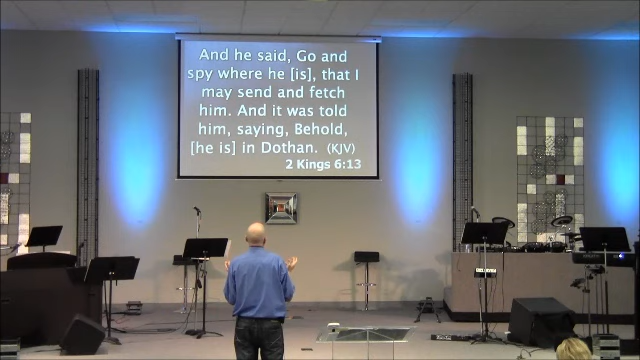 And he said, Go and
spy where he [is], that I
may send and fetch
him. And it was told
him, saying, Behold,
[he is] in Dothan. (KJV)
2 Kings 6:13